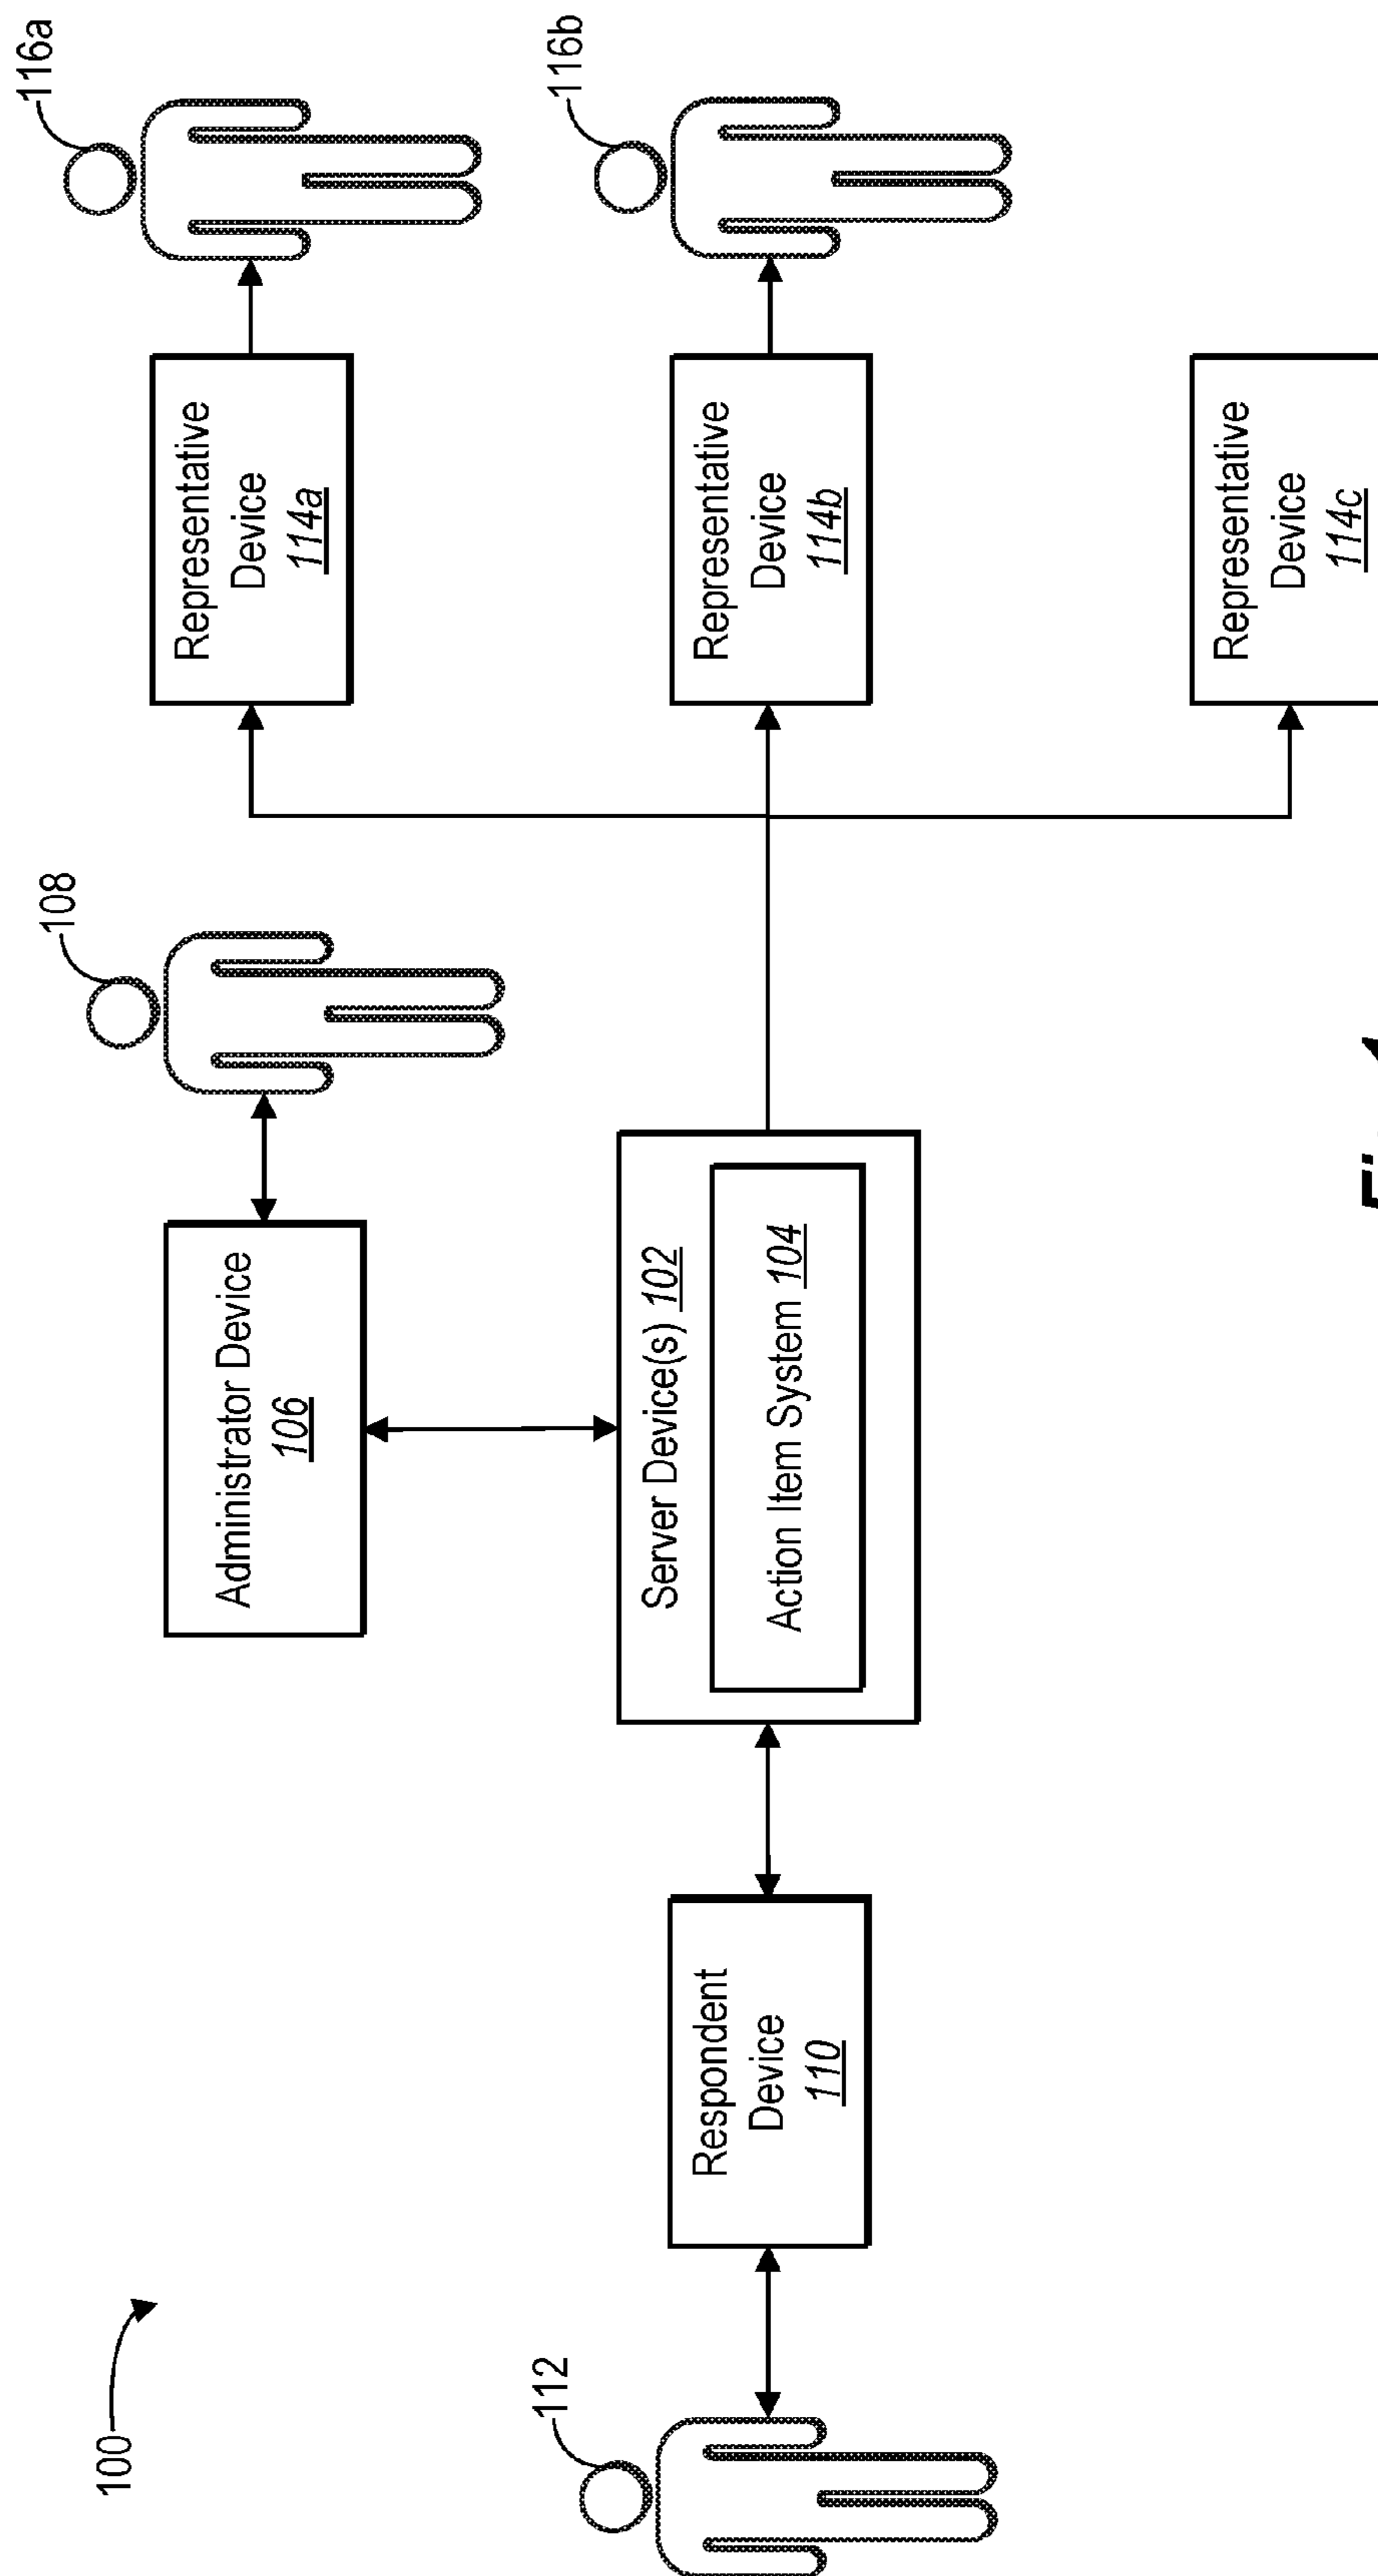 100
112
Respondent
Device
110
Administrator Device
106
108
Server Device(s) 102
Action Item System 104
Representative
Device
114a
116a
Representative
Device
114b
116b
Representative
Device
114c